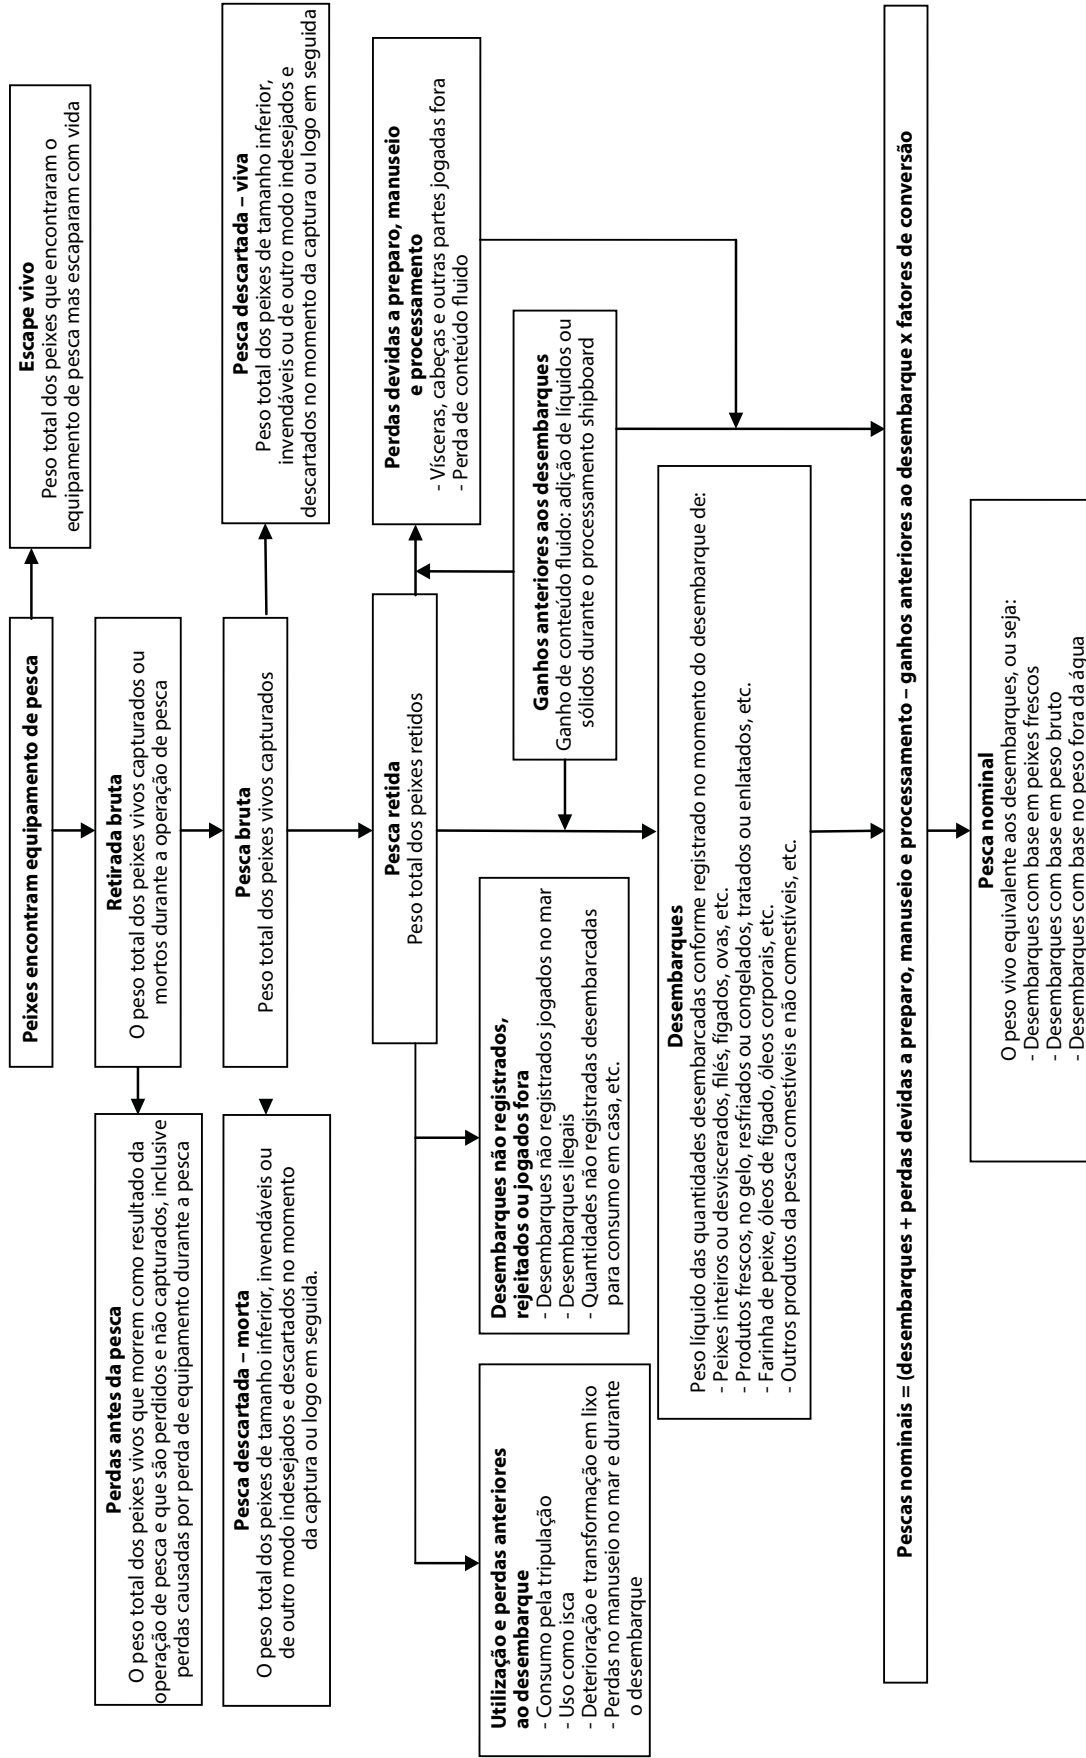 Peixes encontram equipamento de pesca
Escape vivo
Peso total dos peixes que encontraram o
equipamento de pesca mas escaparam com vida
Perdas antes da pesca
O peso total dos peixes vivos que morrem como resultado da
operação de pesca e que são perdidos e não capturados, inclusive
perdas causadas por perda de equipamento durante a pesca
Retirada bruta
O peso total dos peixes vivos capturados ou
mortos durante a operação de pesca
Pesca descartada – morta
O peso total dos peixes de tamanho inferior, invendáveis ou
de outro modo indesejados e descartados no momento
da captura ou logo em seguida.
Pesca bruta
Peso total dos peixes vivos capturados
Pesca descartada – viva
Peso total dos peixes de tamanho inferior,
invendáveis ou de outro modo indesejados e
descartados no momento da captura ou logo em seguida
Pesca retida
Peso total dos peixes retidos
Perdas devidas a preparo, manuseio
e processamento
- Vísceras, cabeças e outras partes jogadas fora
- Perda de conteúdo fluido
Utilização e perdas anteriores
ao desembarque
- Consumo pela tripulação
- Uso como isca
- Deterioração e transformação em lixo
- Perdas no manuseio no mar e durante
o desembarque
Desembarques não registrados,
rejeitados ou jogados fora
- Desembarques não registrados jogados no mar
- Desembarques ilegais
- Quantidades não registradas desembarcadas
para consumo em casa, etc.
Ganhos anteriores aos desembarques
Ganho de conteúdo fluido: adição de líquidos ou
sólidos durante o processamento shipboard
Desembarques
Peso líquido das quantidades desembarcadas conforme registrado no momento do desembarque de:
- Peixes inteiros ou desviscerados, filés, fígados, ovas, etc.
- Produtos frescos, no gelo, resfriados ou congelados, tratados ou enlatados, etc.
- Farinha de peixe, óleos de fígado, óleos corporais, etc.
- Outros produtos da pesca comestíveis e não comestíveis, etc.
Pescas nominais = (desembarques + perdas devidas a preparo, manuseio e processamento – ganhos anteriores ao desembarque x fatores de conversão
Pesca nominal
O peso vivo equivalente aos desembarques, ou seja:
- Desembarques com base em peixes frescos
- Desembarques com base em peso bruto
- Desembarques com base no peso fora da água